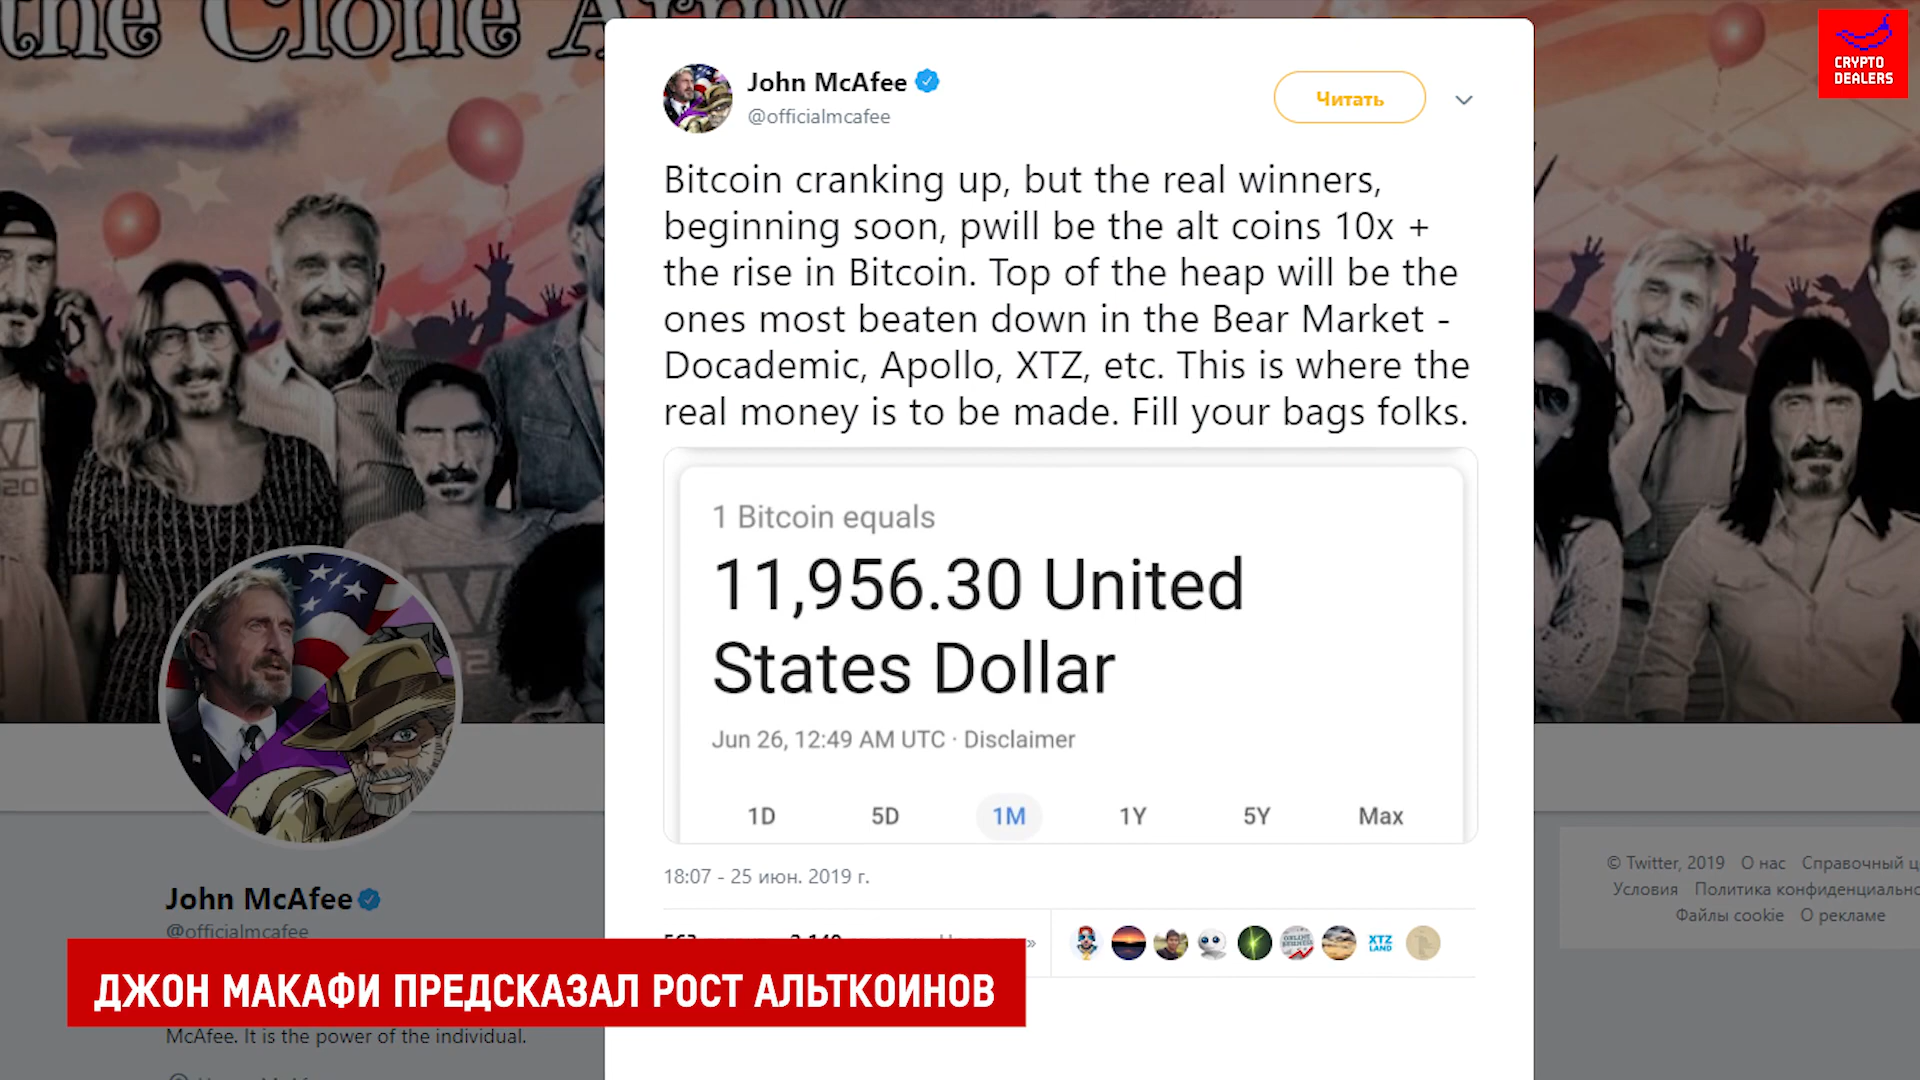 the Clone Army
CRYPTO
DEALERS
John McAfee
@officialmcafee
Читать
Bitcoin cranking up, but the real winners,
beginning soon, pwill be the alt coins 10x +
the rise in Bitcoin. Top of the heap will be the
ones most beaten down in the Bear Market -
Docademic, Apollo, XTZ, etc. This is where the
real money is to be made. Fill your bags folks.
1 Bitcoin equals
11,956.30 United
States Dollar
Jun 26, 12:49 AM UTC · Disclaimer
1D 5D 1M 1Y 5Y Max
18:07 - 25 июн. 2019 г.
XTZ
LAND
John McAfee
@officialmcafee
ДЖОН МАКАФИ ПРЕДСКАЗАЛ РОСТ АЛЬТКОИНОВ
McAfee. It is the power of the individual.
© Twitter, 2019 О нас Справочный ц
Условия Политика конфиденциально
Файлы cookie О рекламе